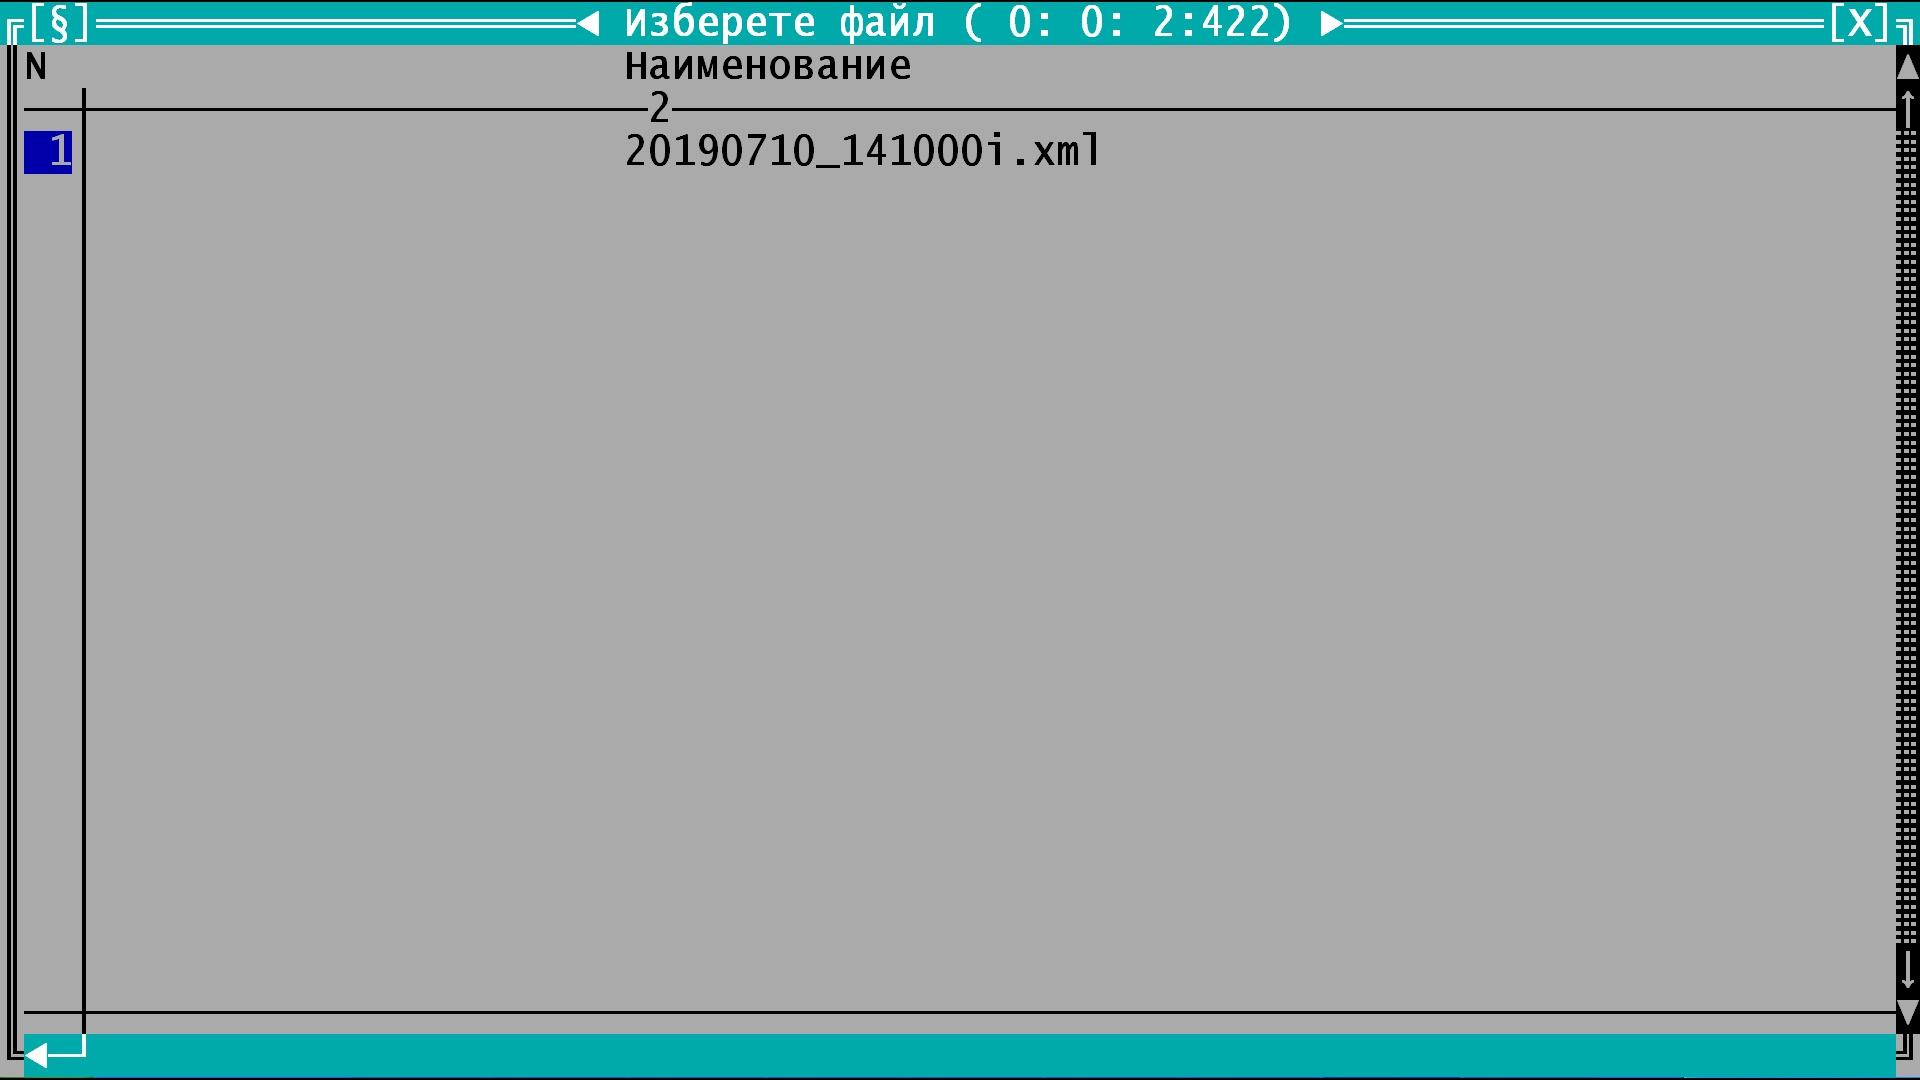 [§] Изберете файл ( 0: 0: 2:422) [X]
N Наименование
2
1 20190710_141000i.xml